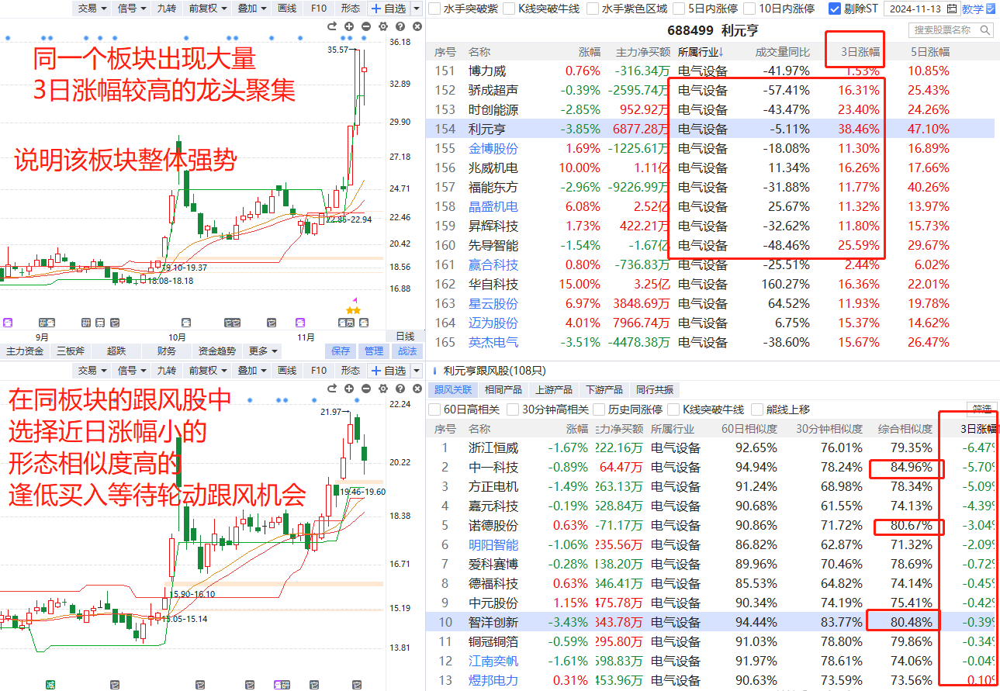 交易 信号 九转 前复权 叠加 画线 F10 形态 自选
35.57→
36.18
32.89
29.90
27.18
24.71
22.46
20.42
18.56
16.88
同一个板块出现大量
3日涨幅较高的龙头聚集
说明该板块整体强势
22.85-22.94
19.10-19.37
18.08-18.18
9月 10月 11月 日线
主力资金 三板斧 超跌 财务 资金趋势 更多 保存 管理 战法
水手突破紫 K线突破牛线 水手紫色区域 5日内涨停 10日内涨停 剔除ST 2024-11-13 教学
688499 利元亨 搜索股票名称
序号 名称 涨幅 主力净买额 所属行业↓ 成交量同比 3日涨幅 5日涨幅
151 博力威 0.76% -316.34万 电气设备 -41.97% 1.53% 10.85%
152 骄成超声 -0.39% -2595.74万 电气设备 -57.41% 16.31% 25.43%
153 时创能源 -2.85% 952.92万 电气设备 -43.47% 23.40% 24.26%
154 利元亨 -3.85% 6877.28万 电气设备 -5.11% 38.46% 47.10%
155 金博股份 1.69% -1225.61万 电气设备 -18.08% 11.30% 16.89%
156 兆威机电 10.00% 1.11亿 电气设备 11.34% 16.26% 17.66%
157 福能东方 -2.96% -9226.99万 电气设备 -31.88% 11.77% 40.26%
158 晶盛机电 6.08% 2.52亿 电气设备 25.67% 11.32% 13.97%
159 昇辉科技 1.73% 422.21万 电气设备 -32.62% 11.80% 15.73%
160 先导智能 -1.54% -1.67亿 电气设备 -48.46% 25.59% 29.67%
161 赢合科技 0.80% -736.83万 电气设备 -25.51% 2.44% 6.02%
162 华自科技 15.00% 3.25亿 电气设备 160.27% 16.36% 22.01%
163 星云股份 6.97% 3848.69万 电气设备 64.52% 11.93% 19.78%
164 迈为股份 4.01% 7966.74万 电气设备 6.75% 15.37% 14.62%
165 英杰电气 -3.51% -4478.38万 电气设备 -38.60% 15.67% 26.47%
交易 信号 九转 前复权 叠加 画线 F10 形态 自选
21.97→
22.24
20.22
18.38
16.71
15.19
13.81
在同板块的跟风股中
选择近日涨幅小的
形态相似度高的
逢低买入等待轮动跟风机会
19.46-19.60
15.90-16.10
15.05-15.14
利元亨跟风股(108只)
跟风关联 相同产品 上游产品 下游产品 同行共振
60日高相关 30分钟高相关 历史同涨停 K线突破牛线 熊线上移 筛选
序号 名称 涨幅 主力净买额 所属行业 60日相似度 30分钟相似度 综合相似度 3日涨幅
1 浙江恒威 -1.67% 222.16万 电气设备 92.65% 76.01% 79.35% -6.47%
2 中一科技 -0.89% 64.47万 电气设备 94.94% 78.24% 84.96% -5.70%
3 方正电机 -1.49% 263.13万 电气设备 91.24% 68.98% 78.34% -5.09%
4 嘉元科技 -0.19% 528.84万 电气设备 90.68% 61.55% 74.13% -4.39%
5 诺德股份 0.63% -71.17万 电气设备 90.86% 71.72% 80.67% -3.04%
6 明阳智能 -1.06% 235.56万 电气设备 86.82% 62.87% 71.32% -2.09%
7 爱科赛博 -0.28% 138.20万 电气设备 89.96% 70.46% 78.69% -0.72%
8 德福科技 0.63% 346.41万 电气设备 85.53% 64.82% 74.14% -0.45%
9 中元股份 1.15% 475.78万 电气设备 90.34% 74.19% 75.41% -0.42%
10 智洋创新 -3.43% 343.78万 电气设备 94.44% 83.77% 80.48% -0.39%
11 铜冠铜箔 -0.59% 295.80万 电气设备 91.03% 78.80% 79.86% -0.34%
12 江南奕帆 -1.61% 598.83万 电气设备 91.97% 78.61% 74.06% -0.04%
13 煜邦电力 0.31% 453.96万 电气设备 90.63% 73.59% 73.56% 0.10%